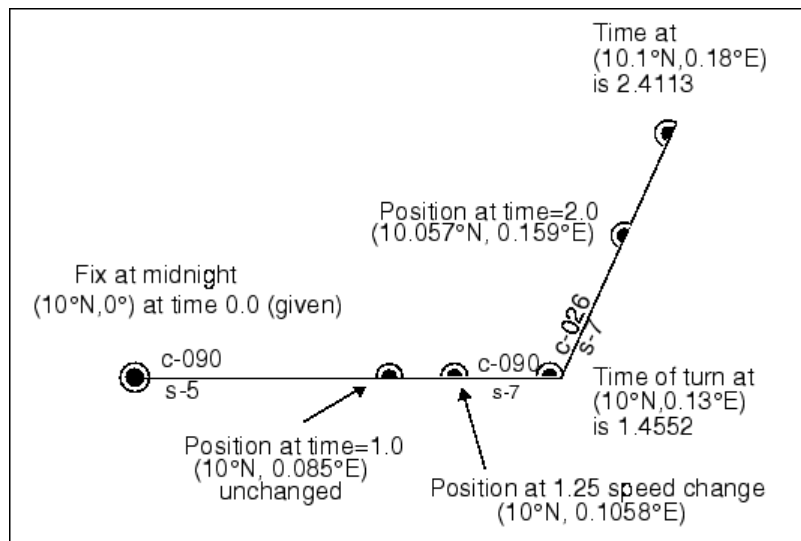 Time at
(10.1°N,0.18°E)
is 2.4113
Position at time=2.0
(10.057°N, 0.159°E)
Fix at midnight
(10°N,0°) at time 0.0 (given)
c-026
s-7
c-090
s-5
c-090
s-7
Time of turn at
(10°N,0.13°E)
is 1.4552
Position at time=1.0
(10°N, 0.085°E)
unchanged
Position at 1.25 speed change
(10°N, 0.1058°E)